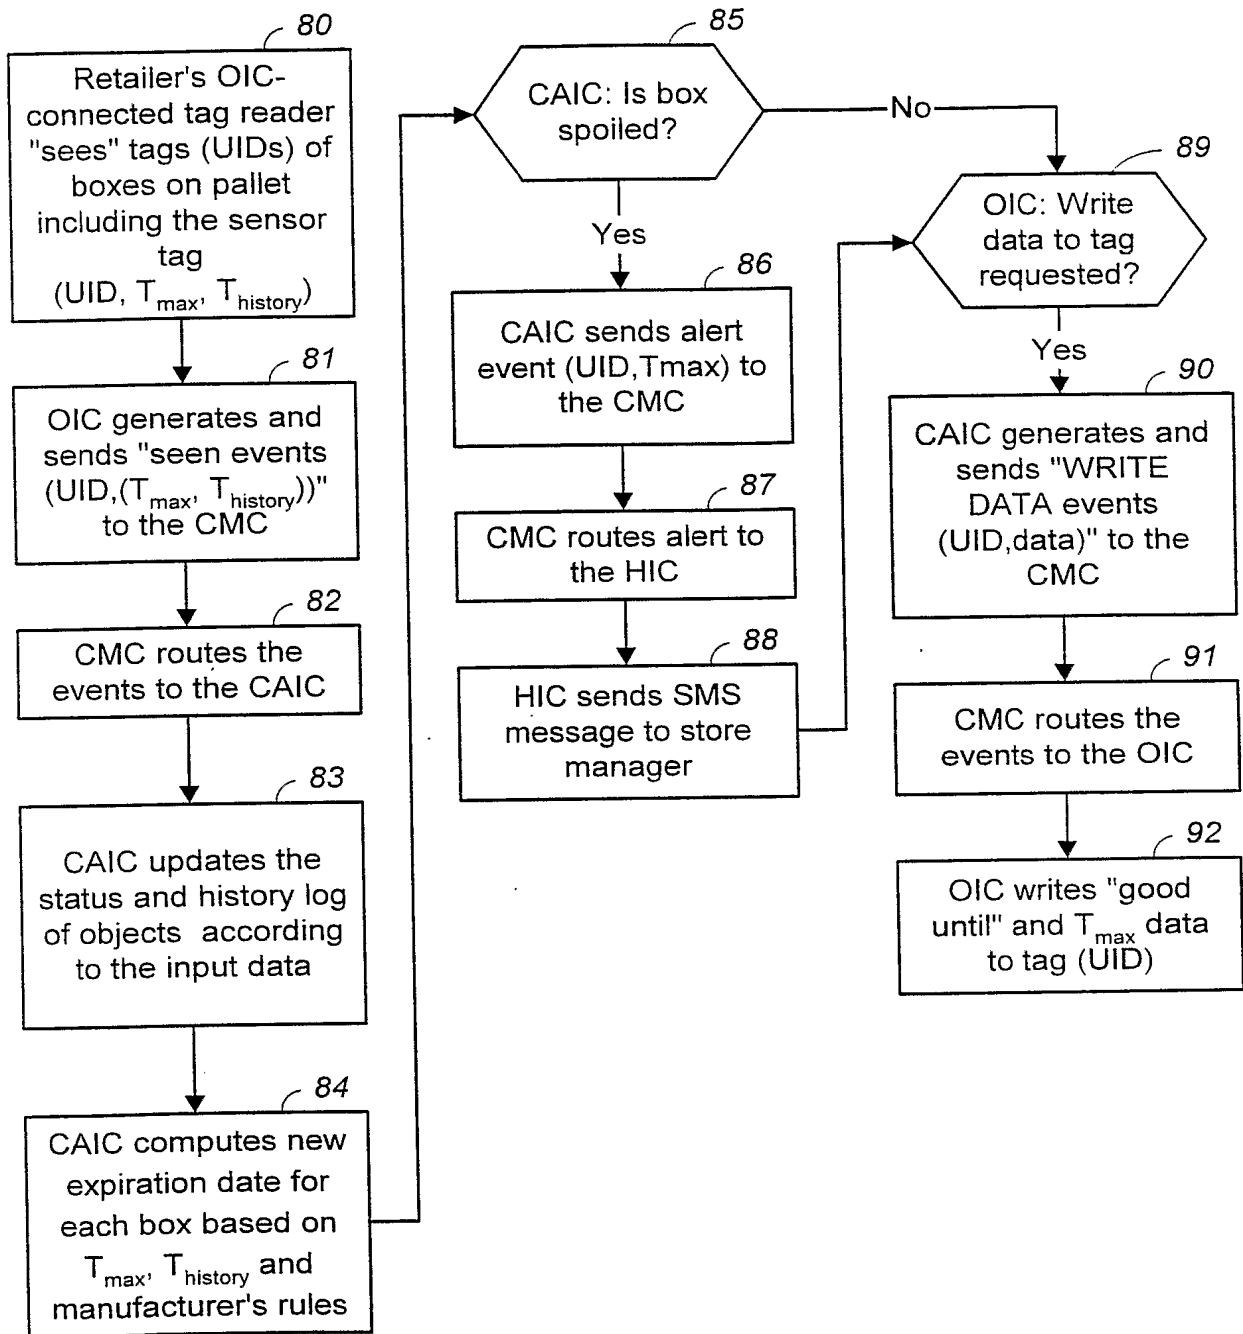 80
Retailer's OIC-
connected tag reader
"sees" tags (UIDs) of
boxes on pallet
including the sensor
tag
(UID, Tmax, Thistory)
81
OIC generates and
sends "seen events
(UID,(Tmax, Thistory))"
to the CMC
82
CMC routes the
events to the CAIC
83
CAIC updates the
status and history log
of objects according
to the input data
84
CAIC computes new
expiration date for
each box based on
Tmax, Thistory and
manufacturer's rules
85
CAIC: Is box
spoiled?
No
Yes
86
CAIC sends alert
event (UID,Tmax) to
the CMC
87
CMC routes alert to
the HIC
88
HIC sends SMS
message to store
manager
89
OIC: Write
data to tag
requested?
Yes
90
CAIC generates and
sends "WRITE
DATA events
(UID,data)" to the
CMC
91
CMC routes the
events to the OIC
92
OIC writes "good
until" and Tmax data
to tag (UID)